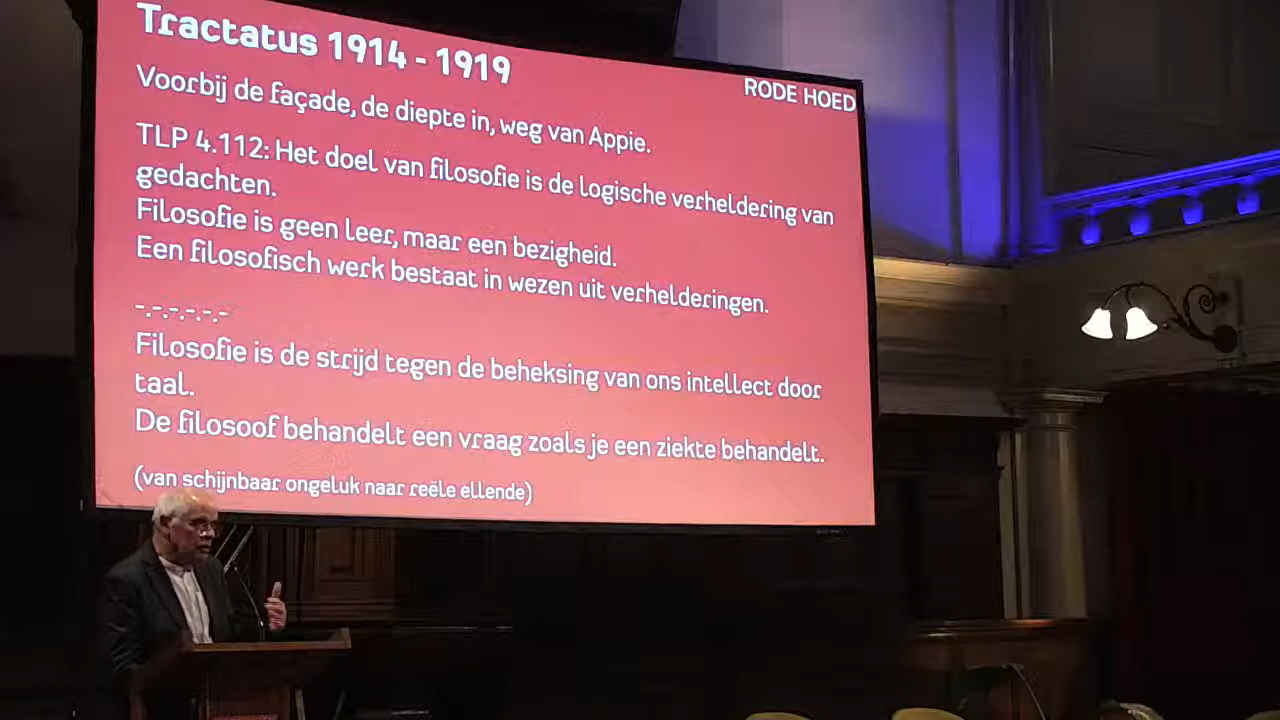 Tractatus 1914 - 1919
RODE HOED
Voorbij de façade, de diepte in, weg van Appie.
TLP 4.112: Het doel van filosofie is de logische verheldering van
gedachten.
Filosofie is geen leer, maar een bezigheid.
Een filosofisch werk bestaat in wezen uit verhelderingen.
-.-.-.-.-.-
Filosofie is de strijd tegen de beheksing van ons intellect door
taal.
De filosoof behandelt een vraag zoals je een ziekte behandelt.
(van schijnbaar ongeluk naar reële ellende)